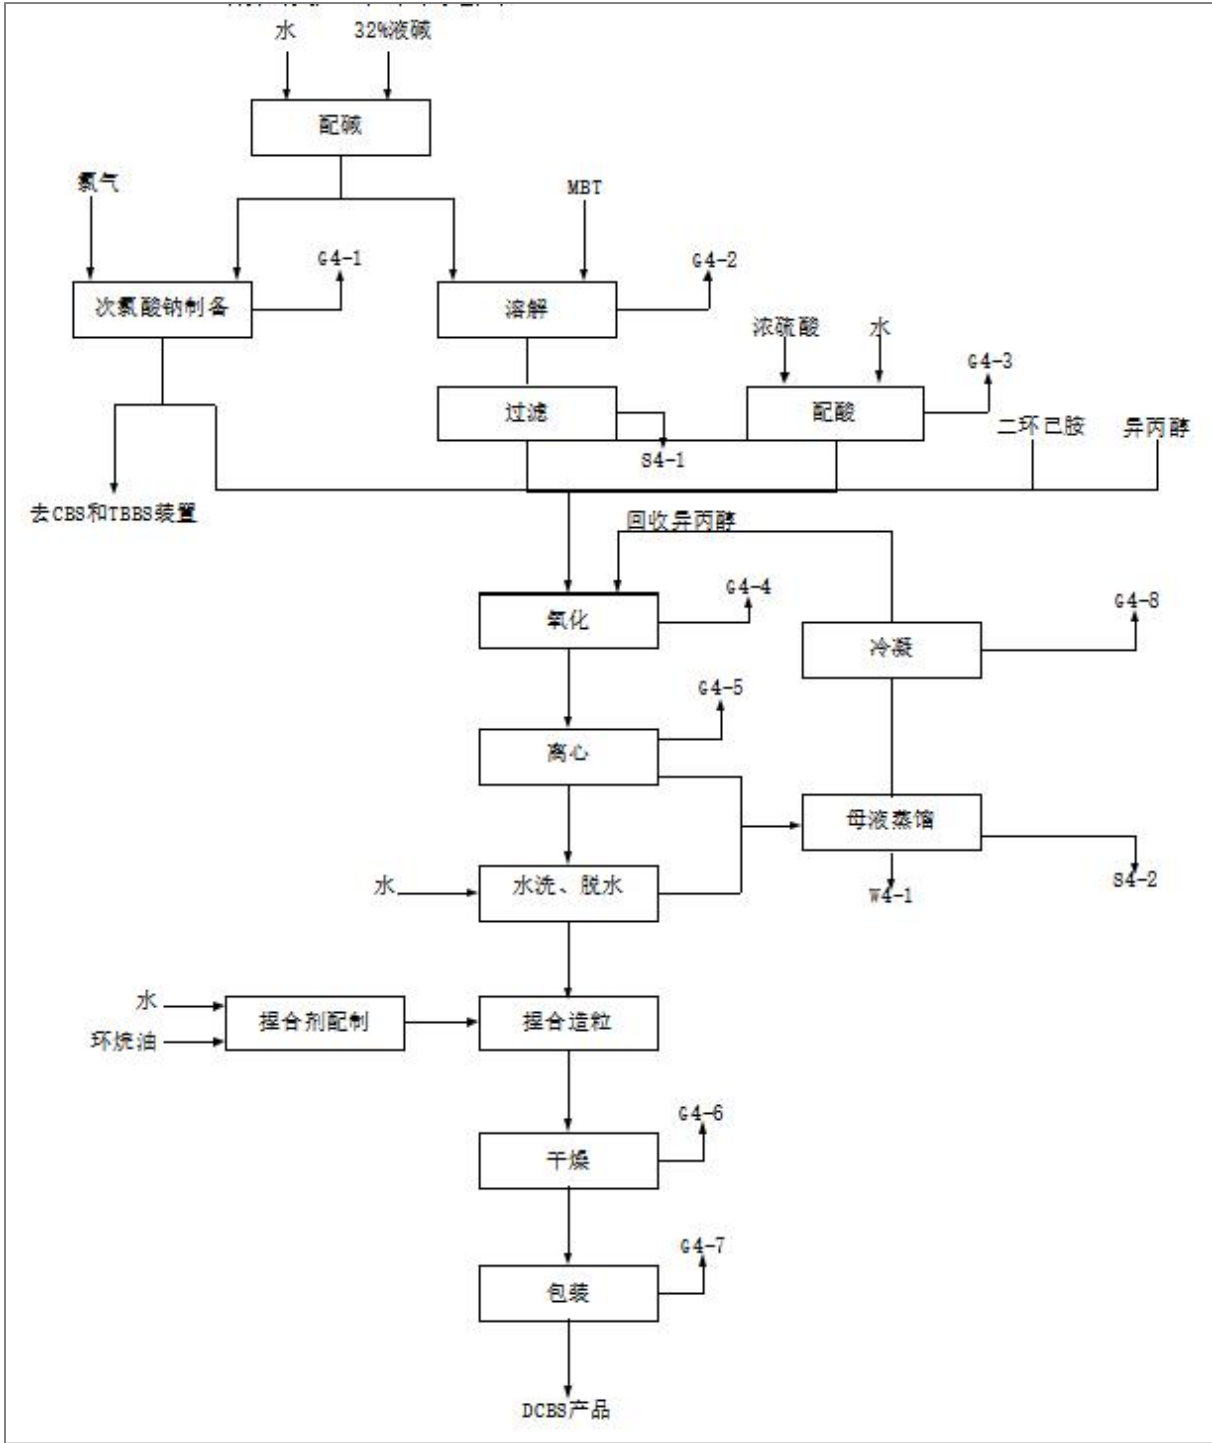 水
32%液碱
配碱
氯气
MBT
G4-1
G4-2
次氯酸钠制备
溶解
浓硫酸
水
G4-3
过滤
配酸
二环己胺
异丙醇
S4-1
去CBS和TBBS装置
回收异丙醇
G4-4
G4-8
氧化
冷凝
G4-5
离心
母液蒸馏
水
水洗、脱水
W4-1
S4-2
水
环烷油
捏合剂配制
捏合造粒
G4-6
干燥
G4-7
包装
DCBS产品